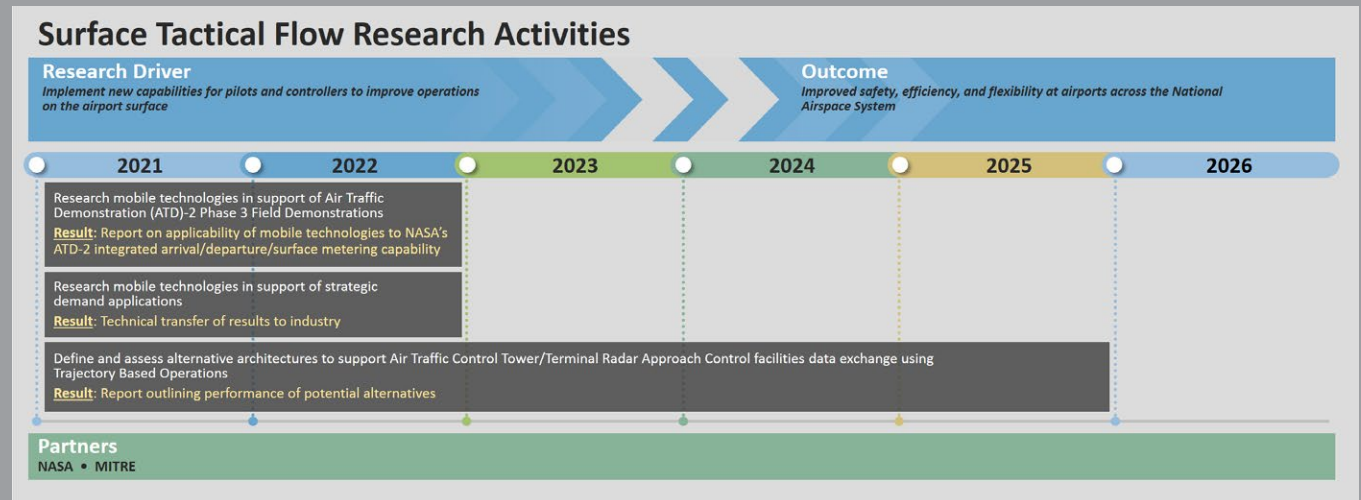 Surface Tactical Flow Research Activities
Research Driver
Implement new capabilities for pilots and controllers to improve operations
on the airport surface
Outcome
Improved safety, efficiency, and flexibility at airports across the National
Airspace System
2021
2022
2023
2024
2025
2026
Research mobile technologies in support of Air Traffic
Demonstration (ATD)-2 Phase 3 Field Demonstrations
Result: Report on applicability of mobile technologies to NASA's
ATD-2 integrated arrival/departure/surface metering capability
Research mobile technologies in support of strategic
demand applications
Result: Technical transfer of results to industry
Define and assess alternative architectures to support Air Traffic Control Tower/Terminal Radar Approach Control facilities data exchange using
Trajectory Based Operations
Result: Report outlining performance of potential alternatives
Partners
NASA • MITRE